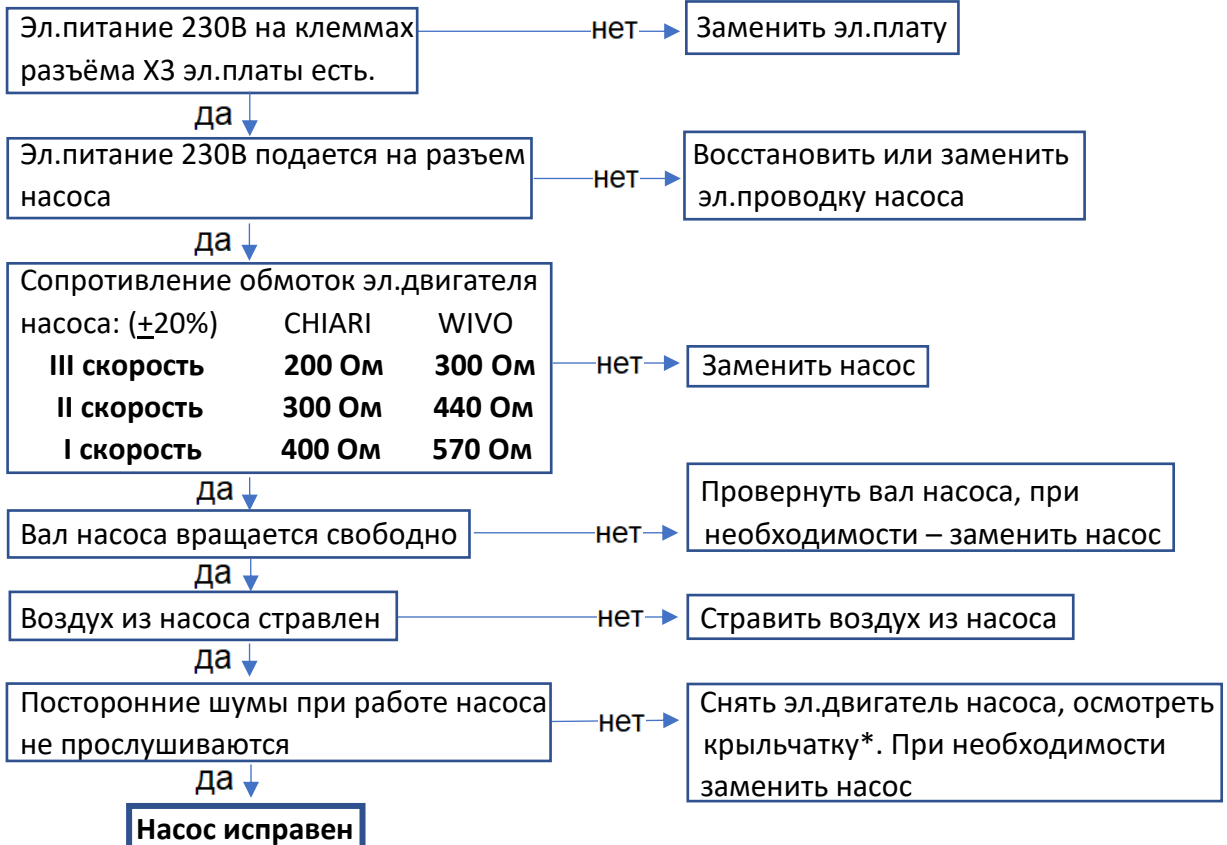 Эл.питание 230В на клеммах
разъёма Х3 эл.платы есть.
нет
Заменить эл.плату
да
Эл.питание 230В подается на разъем
насоса
нет
Восстановить или заменить
эл.проводку насоса
да
Сопротивление обмоток эл.двигателя
насоса: (±20%) CHIARI WIVO
III скорость 200 Ом 300 Ом
II скорость 300 Ом 440 Ом
I скорость 400 Ом 570 Ом
нет
Заменить насос
да
Вал насоса вращается свободно
нет
Провернуть вал насоса, при
необходимости – заменить насос
да
Воздух из насоса стравлен
нет
Стравить воздух из насоса
да
Посторонние шумы при работе насоса
не прослушиваются
нет
Снять эл.двигатель насоса, осмотреть
крыльчатку*. При необходимости
заменить насос
да
Насос исправен